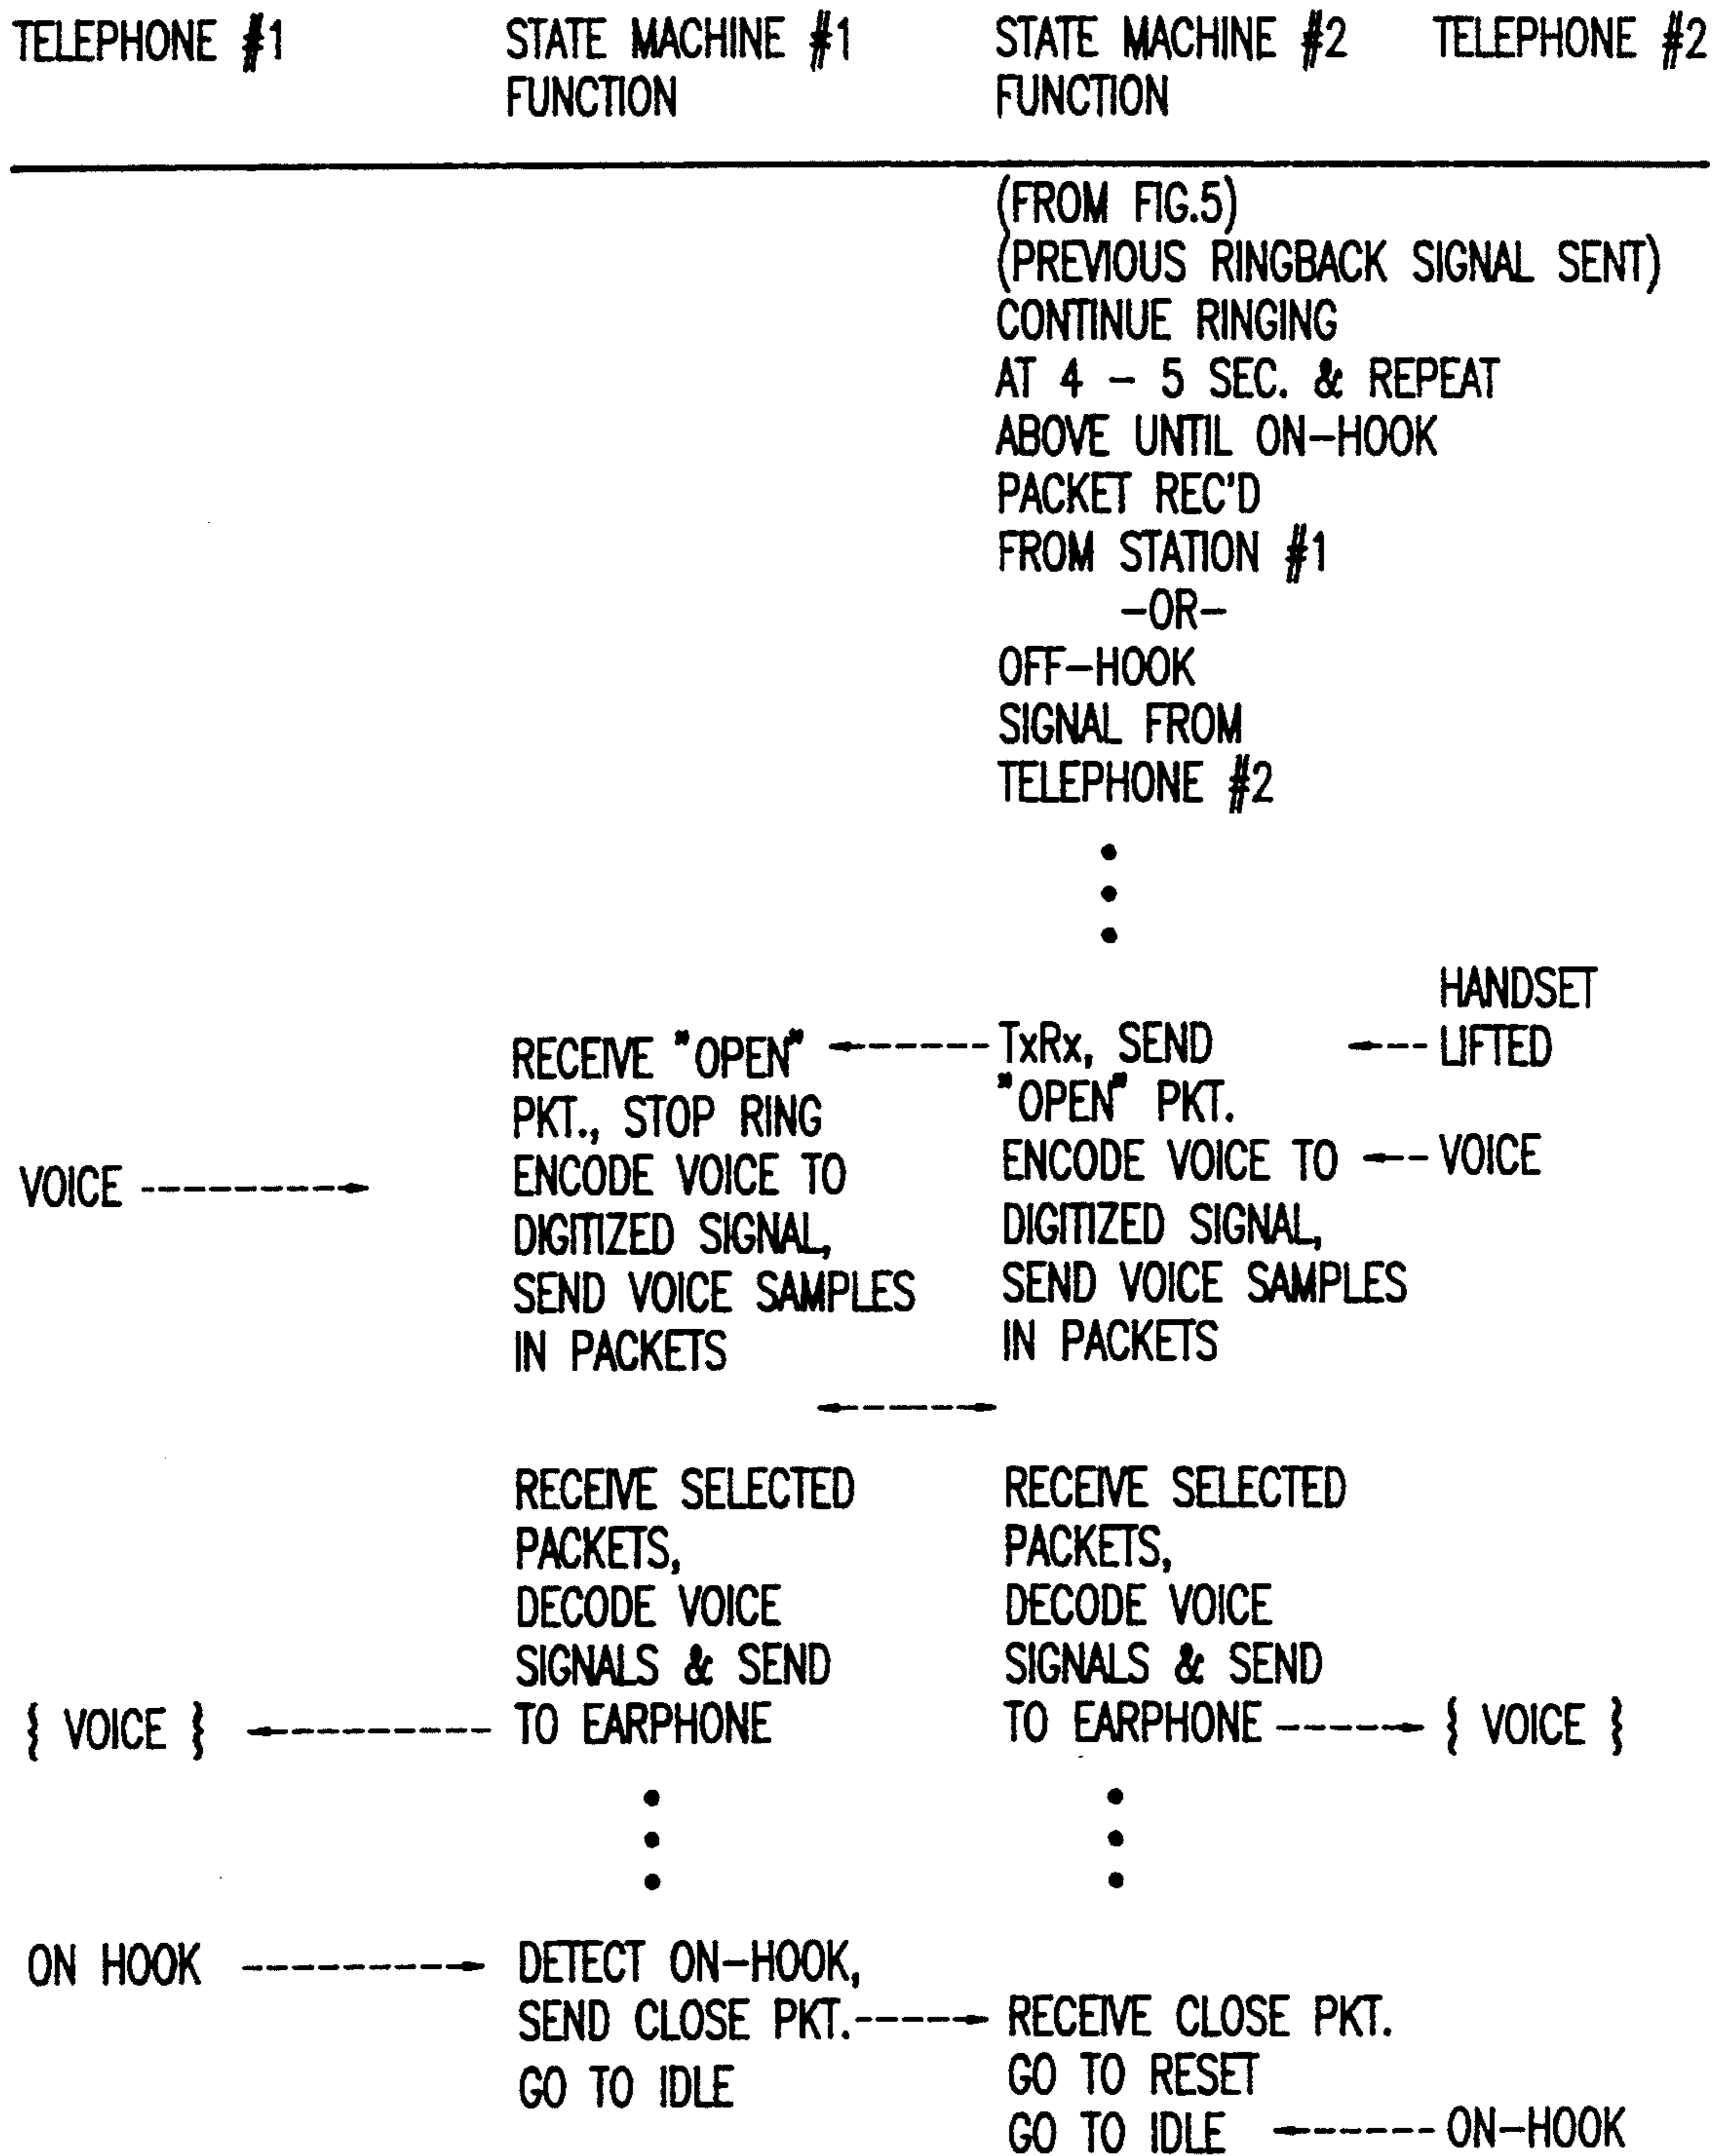 TELEPHONE #1 STATE MACHINE #1 STATE MACHINE #2 TELEPHONE #2
FUNCTION FUNCTION
(FROM FIG.5)
(PREVIOUS RINGBACK SIGNAL SENT)
CONTINUE RINGING
AT 4 - 5 SEC. & REPEAT
ABOVE UNTIL ON-HOOK
PACKET REC'D
FROM STATION #1
-OR-
OFF-HOOK
SIGNAL FROM
TELEPHONE #2
HANDSET
RECEIVE "OPEN" TxRx, SEND LIFTED
PKT., STOP RING "OPEN" PKT.
VOICE ENCODE VOICE TO ENCODE VOICE TO VOICE
DIGITIZED SIGNAL, DIGITIZED SIGNAL,
SEND VOICE SAMPLES SEND VOICE SAMPLES
IN PACKETS IN PACKETS
RECEIVE SELECTED RECEIVE SELECTED
PACKETS, PACKETS,
DECODE VOICE DECODE VOICE
SIGNALS & SEND SIGNALS & SEND
{ VOICE } TO EARPHONE TO EARPHONE { VOICE }
ON HOOK DETECT ON-HOOK,
SEND CLOSE PKT. RECEIVE CLOSE PKT.
GO TO IDLE GO TO RESET
GO TO IDLE ON-HOOK